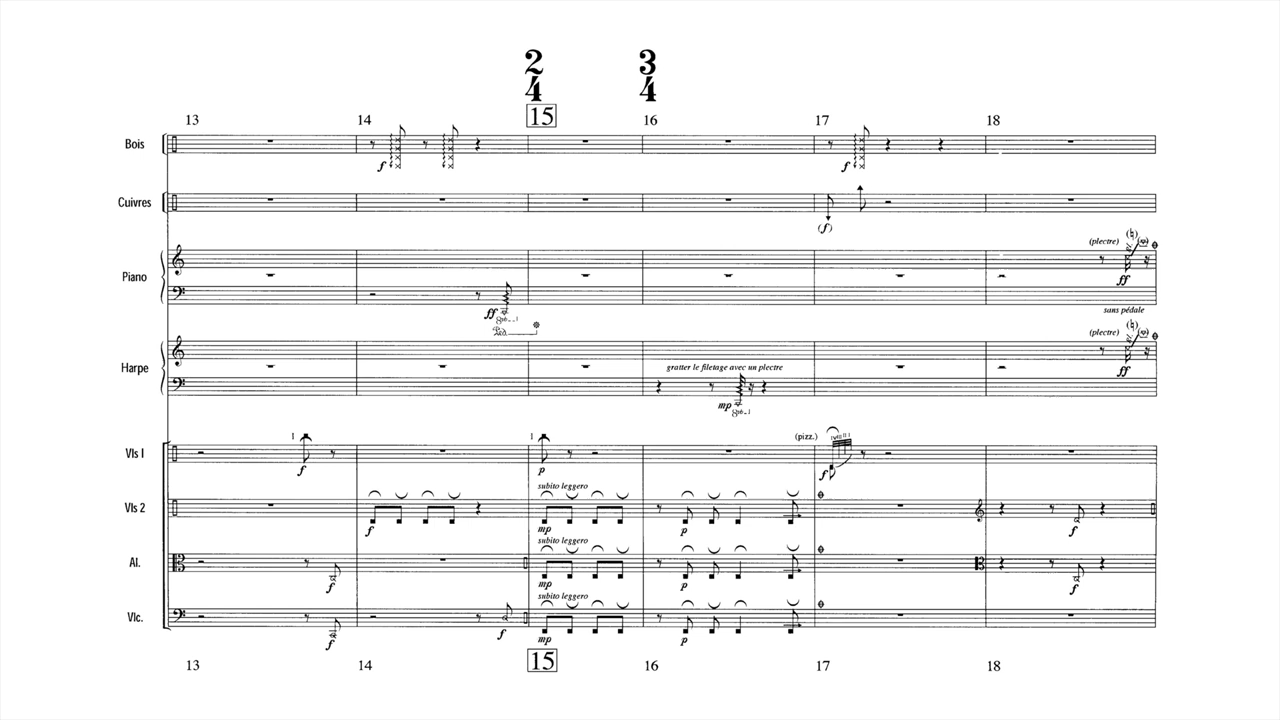 2
4
3
4
13 14 15 16 17 18
Bois
f f
Cuivres
(f)
(plectre)
Piano
ff
ff
8vb
Ped.
sans pédale
(plectre)
Harpe
gratter le filetage avec un plectre
ff
mp
8vb
1 1 (pizz.)
Vls I
f p f
subito leggero
Vls 2
f mp p f
subito leggero
Al.
f mp p f
subito leggero
Vlc.
f f mp p
13 14 15 16 17 18